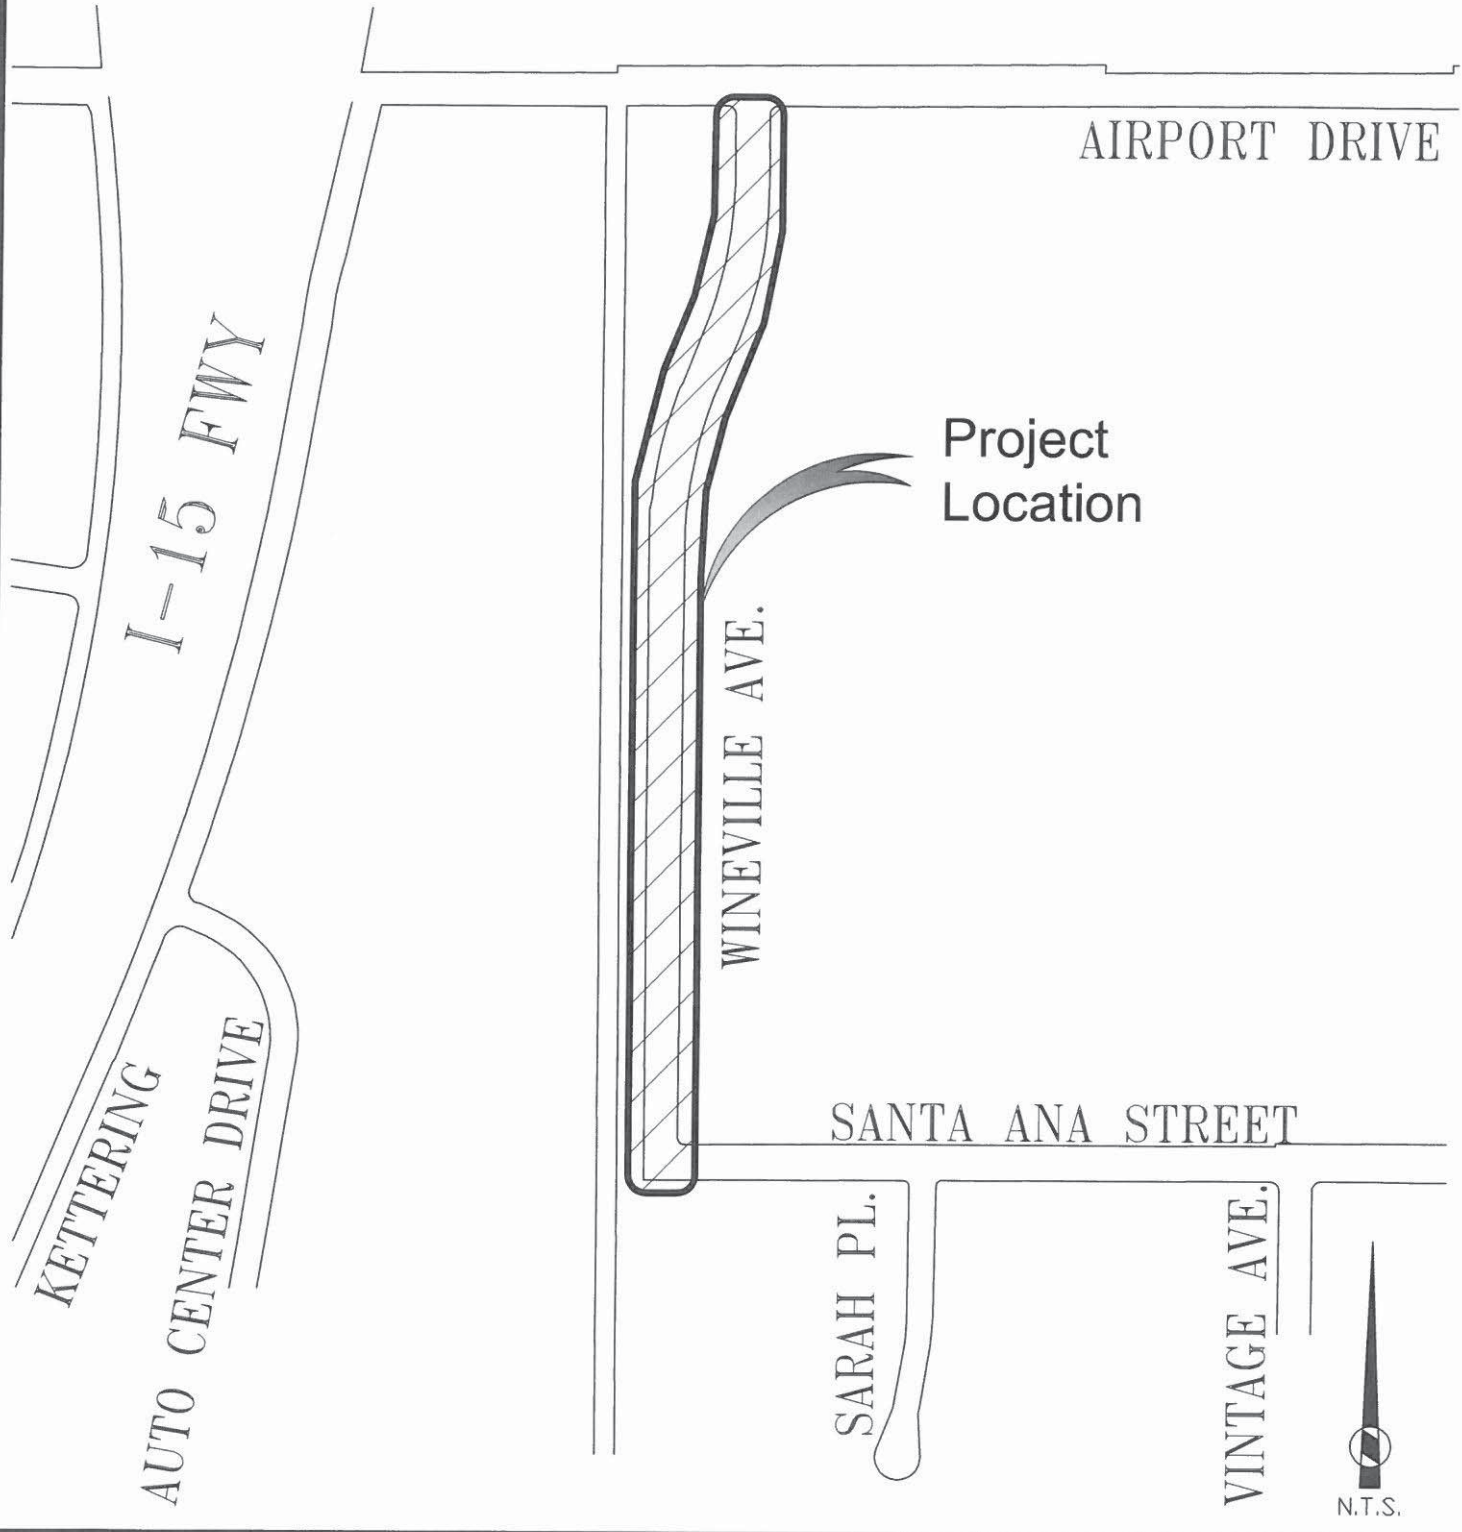 AIRPORT DRIVE
I-15 FWY
Project
Location
WINEVILLE AVE.
SANTA ANA STREET
KETTERING
AUTO CENTER DRIVE
SARAH PL.
VINTAGE AVE.
N.T.S.